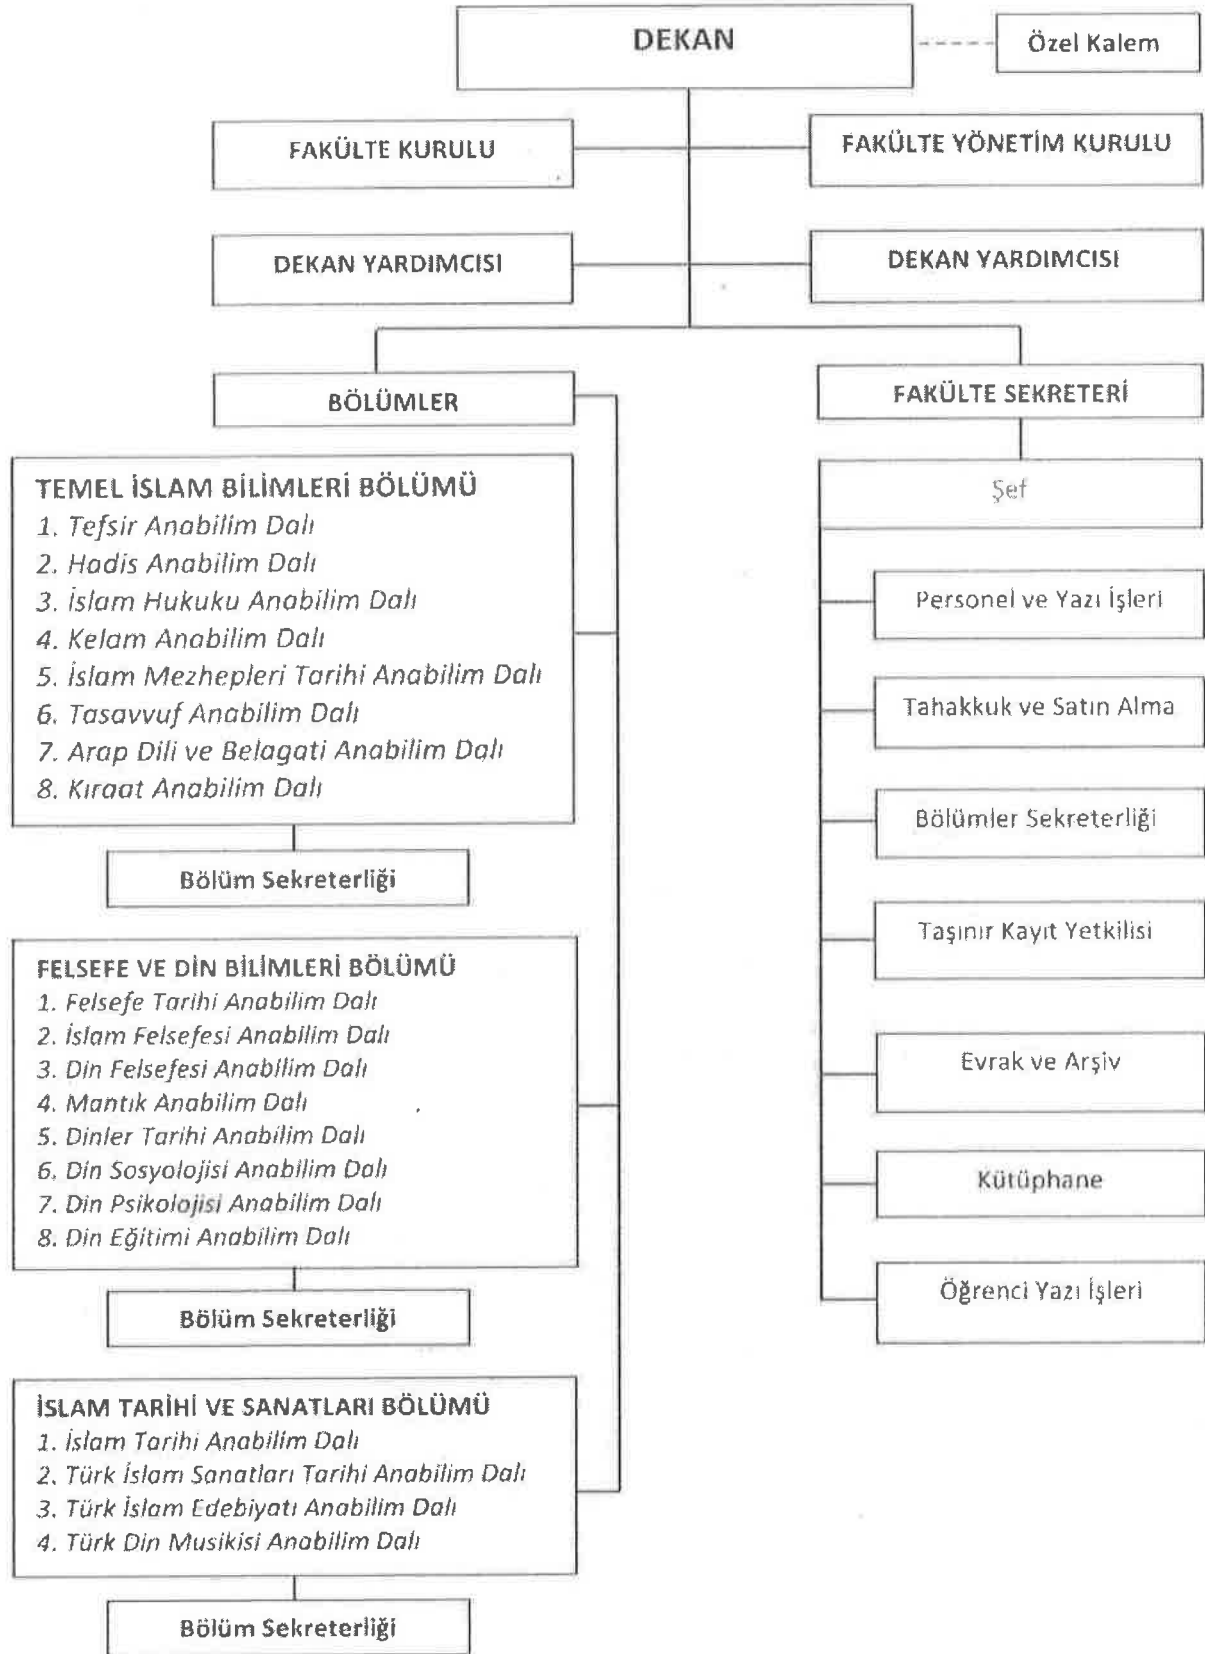 DEKAN
Özel Kalem
FAKÜLTE KURULU
FAKÜLTE YÖNETİM KURULU
DEKAN YARDIMCISI
DEKAN YARDIMCISI
BÖLÜMLER
FAKÜLTE SEKRETERİ
TEMEL İSLAM BİLİMLERİ BÖLÜMÜ
1. Tefsir Anabilim Dalı
2. Hadis Anabilim Dalı
3. İslam Hukuku Anabilim Dalı
4. Kelam Anabilim Dalı
5. İslam Mezhepleri Tarihi Anabilim Dalı
6. Tasavvuf Anabilim Dalı
7. Arap Dili ve Belagati Anabilim Dalı
8. Kıraat Anabilim Dalı
Bölüm Sekreterliği
FELSEFE VE DİN BİLİMLERİ BÖLÜMÜ
1. Felsefe Tarihi Anabilim Dalı
2. İslam Felsefesi Anabilim Dalı
3. Din Felsefesi Anabilim Dalı
4. Mantık Anabilim Dalı
5. Dinler Tarihi Anabilim Dalı
6. Din Sosyolojisi Anabilim Dalı
7. Din Psikolojisi Anabilim Dalı
8. Din Eğitimi Anabilim Dalı
Bölüm Sekreterliği
İSLAM TARİHİ VE SANATLARI BÖLÜMÜ
1. İslam Tarihi Anabilim Dalı
2. Türk İslam Sanatları Tarihi Anabilim Dalı
3. Türk İslam Edebiyatı Anabilim Dalı
4. Türk Din Musikisi Anabilim Dalı
Bölüm Sekreterliği
Şef
Personel ve Yazı İşleri
Tahakkuk ve Satın Alma
Bölümler Sekreterliği
Taşınır Kayıt Yetkilisi
Evrak ve Arşiv
Kütüphane
Öğrenci Yazı İşleri